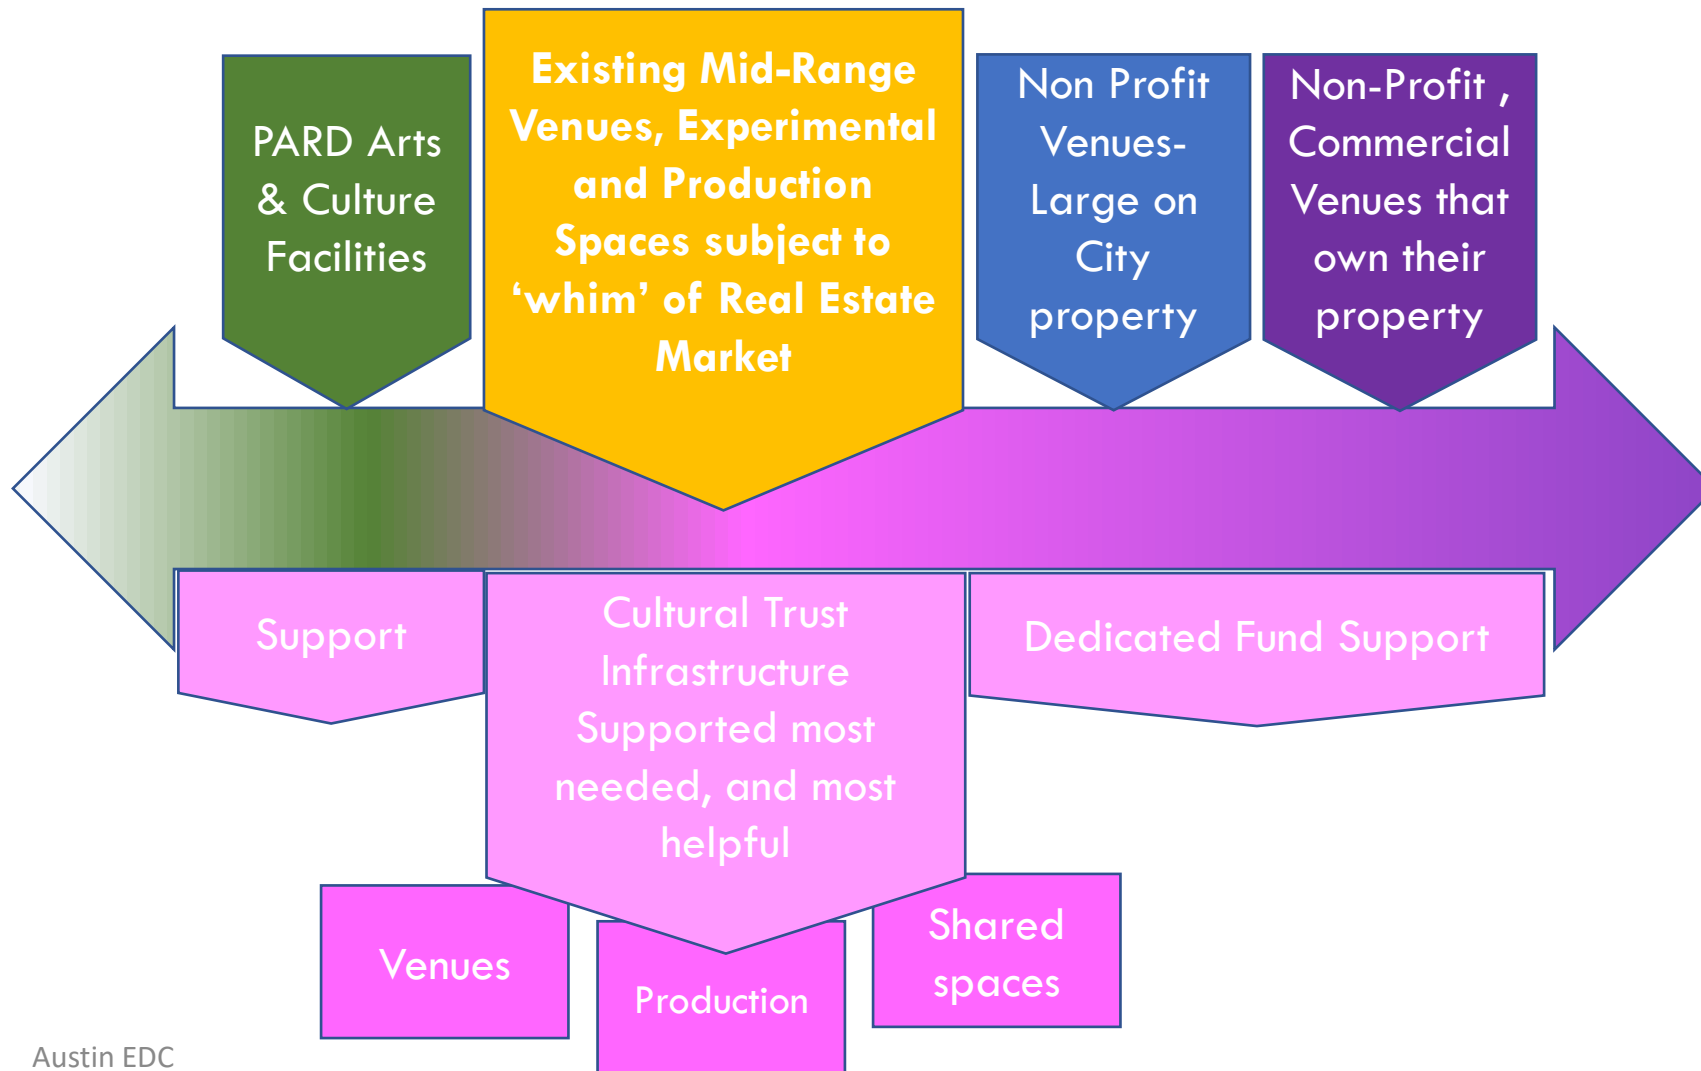 PARD Arts
& Culture
Facilities
Existing Mid-Range
Venues, Experimental
and Production
Spaces subject to
‘whim’ of Real Estate
Market
Non Profit
Venues-
Large on
City
property
Non-Profit ,
Commercial
Venues that
own their
property
Support
Cultural Trust
Infrastructure
Supported most
needed, and most
helpful
Dedicated Fund Support
Venues
Production
Shared
spaces
Austin EDC